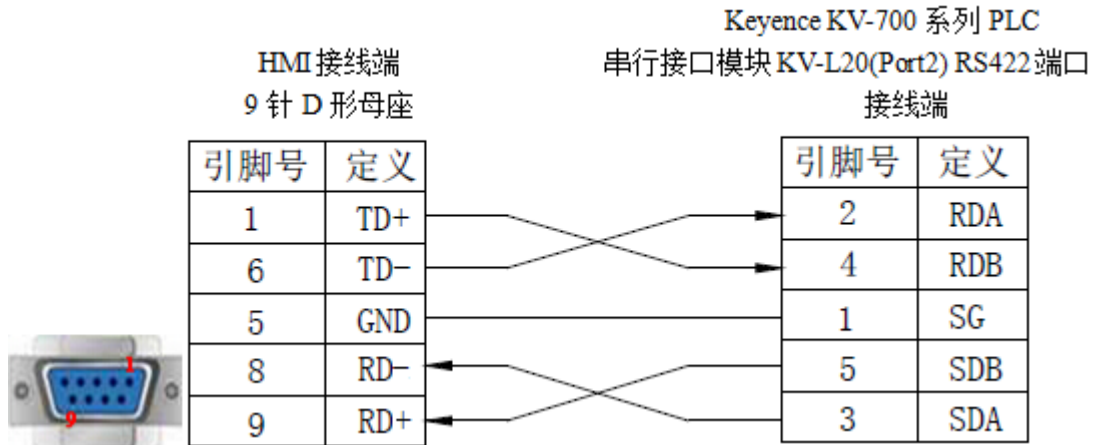 Keyence KV-700 系列 PLC
HMI接线端
串行接口模块 KV-L20(Port2) RS422端口
9 针 D 形母座
接线端
引脚号 定义
1 TD+
6 TD-
5 GND
8 RD-
9 RD+
引脚号 定义
2 RDA
4 RDB
1 SG
5 SDB
3 SDA
1
9